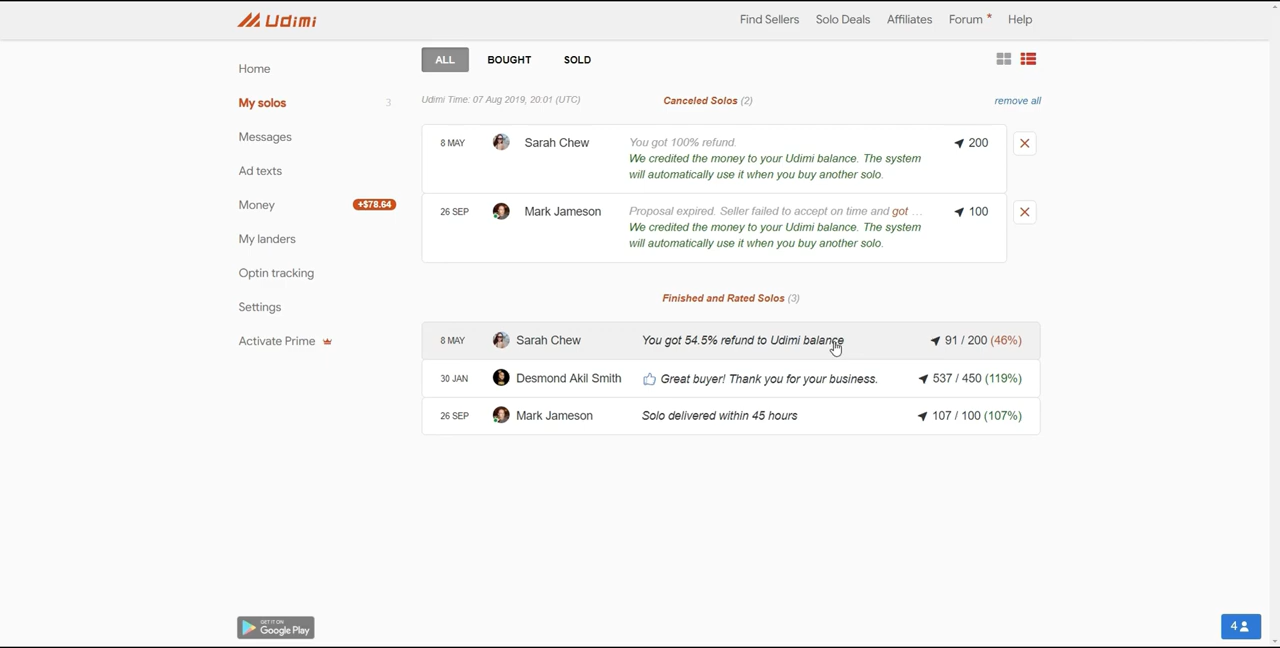 Udimi
Find Sellers Solo Deals Affiliates Forum * Help
Home
My solos 3
Messages
Ad texts
Money +$78.64
My landers
Optin tracking
Settings
Activate Prime
ALL BOUGHT SOLD
Udimi Time: 07 Aug 2019, 20:01 (UTC) Canceled Solos (2) remove all
8 MAY Sarah Chew You got 100% refund. 200
We credited the money to your Udimi balance. The system
will automatically use it when you buy another solo.
26 SEP Mark Jameson Proposal expired. Seller failed to accept on time and got ... 100
We credited the money to your Udimi balance. The system
will automatically use it when you buy another solo.
Finished and Rated Solos (3)
8 MAY Sarah Chew You got 54.5% refund to Udimi balance 91 / 200 (46%)
30 JAN Desmond Akil Smith Great buyer! Thank you for your business. 537 / 450 (119%)
26 SEP Mark Jameson Solo delivered within 45 hours 107 / 100 (107%)
GET IT ON
Google Play
4